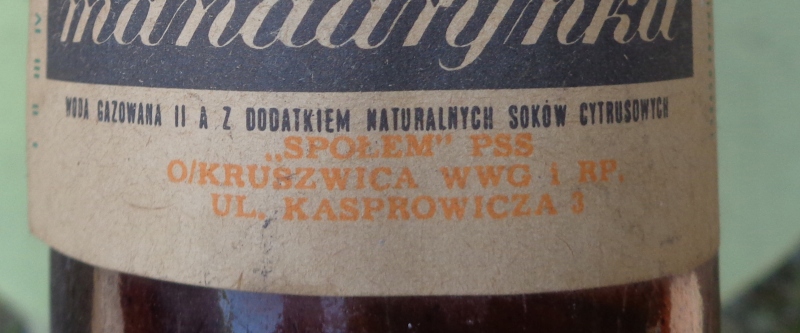 mandarynka
WODA GAZOWANA II A Z DODATKIEM NATURALNYCH SOKÓW CYTRUSOWYCH
„SPOŁEM" PSS
O/KRUSZWICA WWG i RP.
UL. KASPROWICZA 3